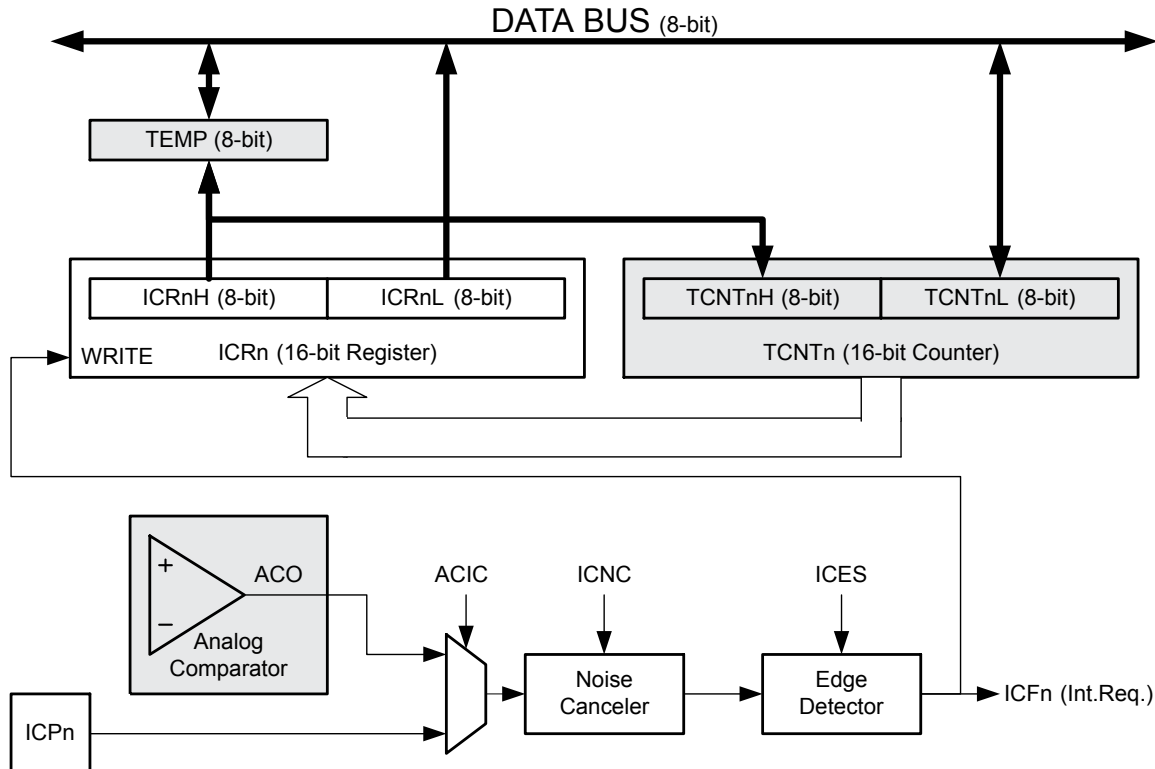 DATA BUS (8-bit)
TEMP (8-bit)
ICRnH (8-bit)
ICRnL (8-bit)
TCNTnH (8-bit)
TCNTnL (8-bit)
WRITE
ICRn (16-bit Register)
TCNTn (16-bit Counter)
+
−
ACO
Analog
Comparator
ACIC
ICNC
ICES
Noise
Canceler
Edge
Detector
ICFn (Int.Req.)
ICPn